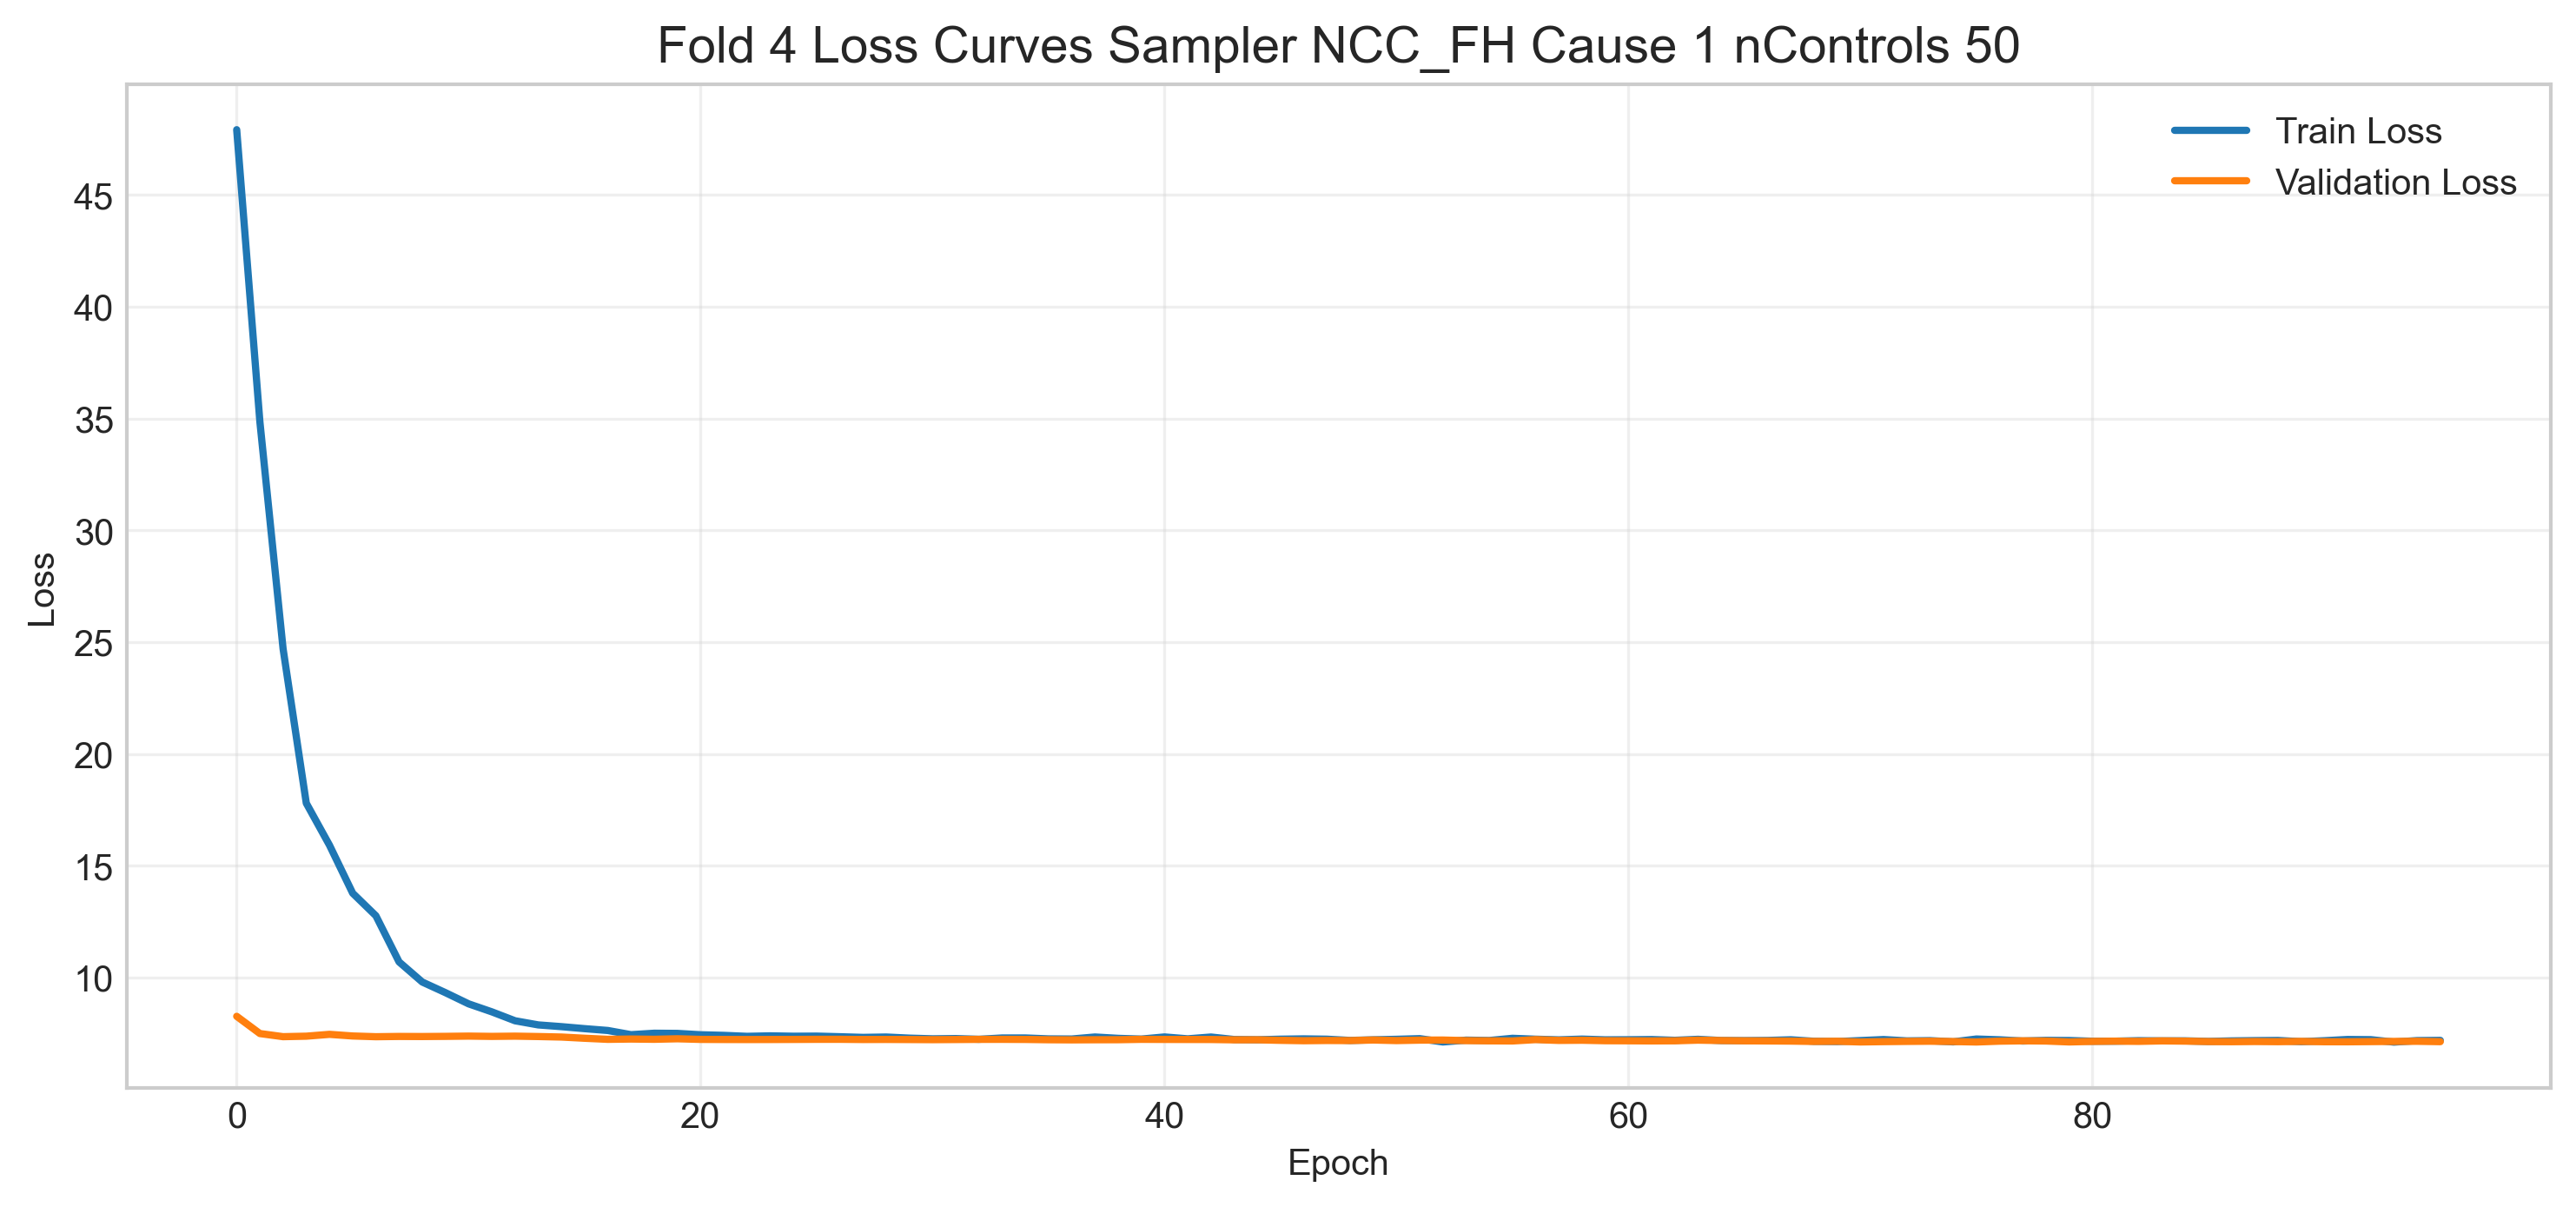 Fold 4 Loss Curves Sampler NCC_FH Cause 1 nControls 50
Train Loss
Validation Loss
45
40
35
30
25
20
15
10
Loss
0 20 40 60 80
Epoch